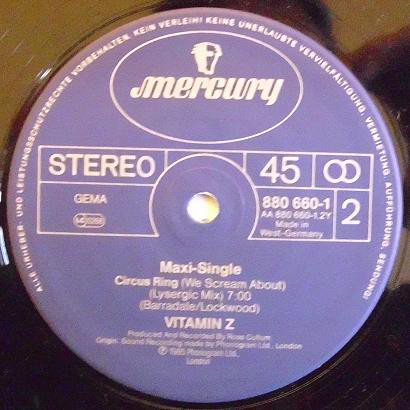 ALLE URHEBER- UND LEISTUNGSSCHUTZRECHTE VORBEHALTEN. KEIN VERLEIH! KEINE UNERLAUBTE VERVIELFÄLTIGUNG, VERMIETUNG, AUFFÜHRUNG, SENDUNG!
mercury
STEREO
45
GEMA
880 660-1
AA 880 660-1.2Y
Made in
West-Germany
2
Maxi-Single
Circus Ring (We Scream About)
(Lysergic Mix) 7:00
(Barradale/Lockwood)
VITAMIN Z
Produced And Recorded By Ross Cullum
Origin. Sound Recording made by Phonogram Ltd., London
Ⓟ 1985 Phonogram Ltd.
London